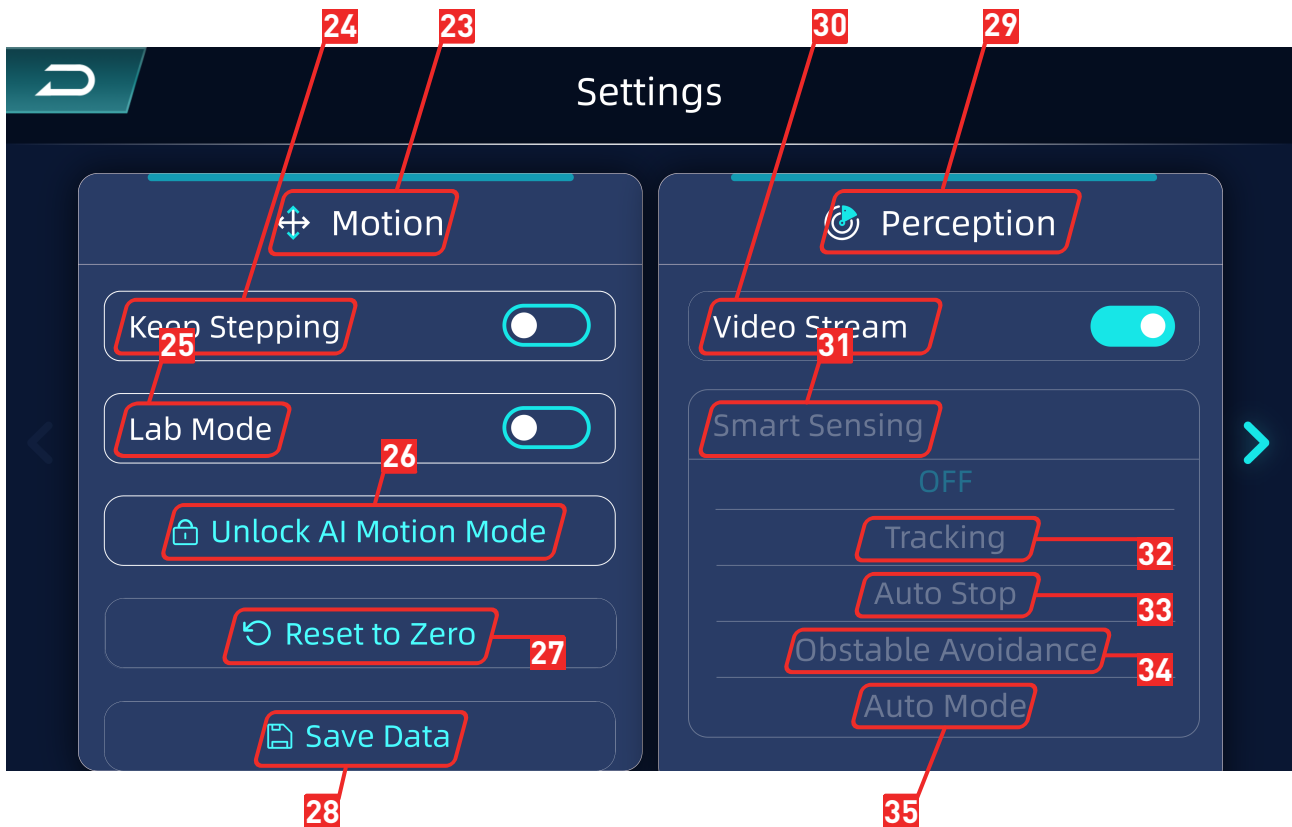 24
23
30
29
Settings
Motion
Perception
Keep Stepping
Video Stream
25
31
Lab Mode
Smart Sensing
26
OFF
Unlock AI Motion Mode
Tracking
32
Auto Stop
33
Reset to Zero
27
Obstable Avoidance
34
Auto Mode
Save Data
28
35